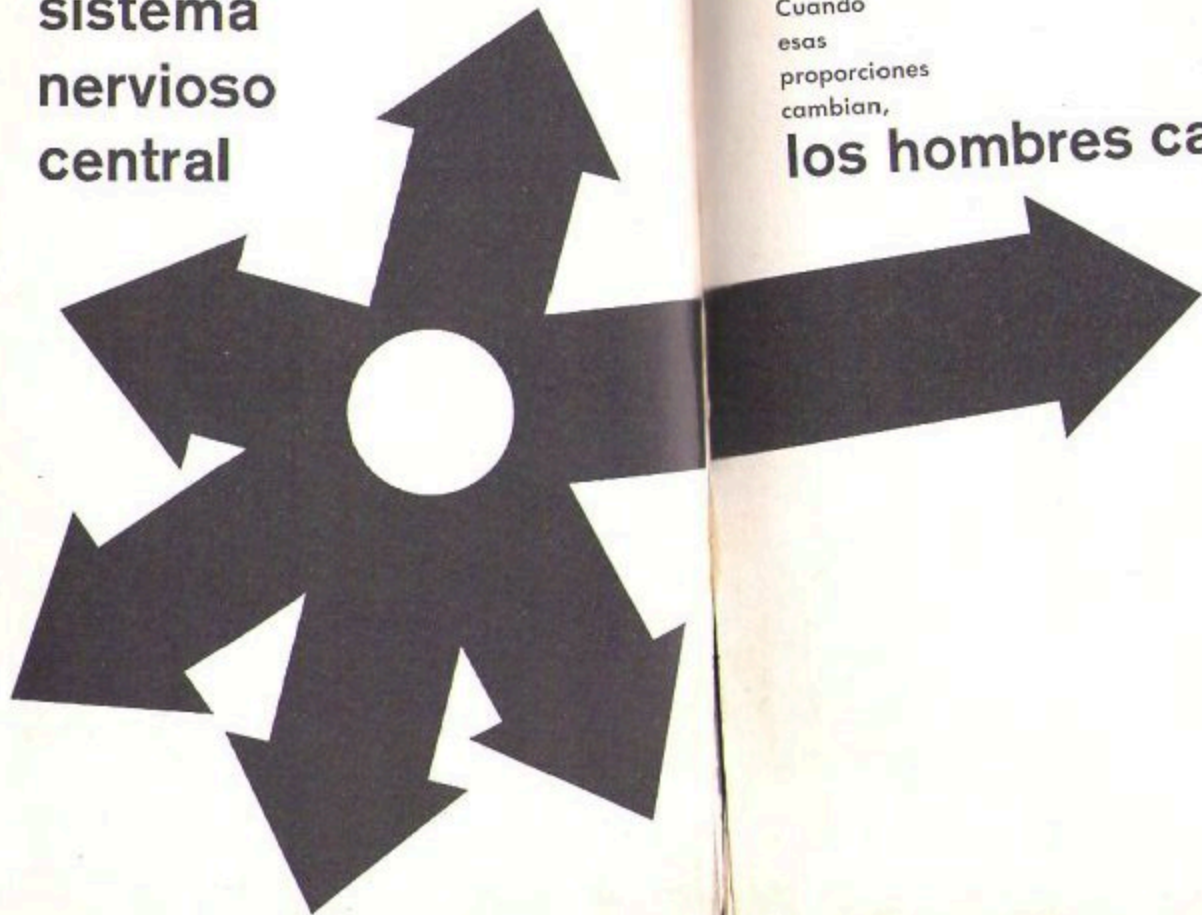 sistema
nervioso
central
Cuando
esas
proporciones
cambian,
los hombres ca